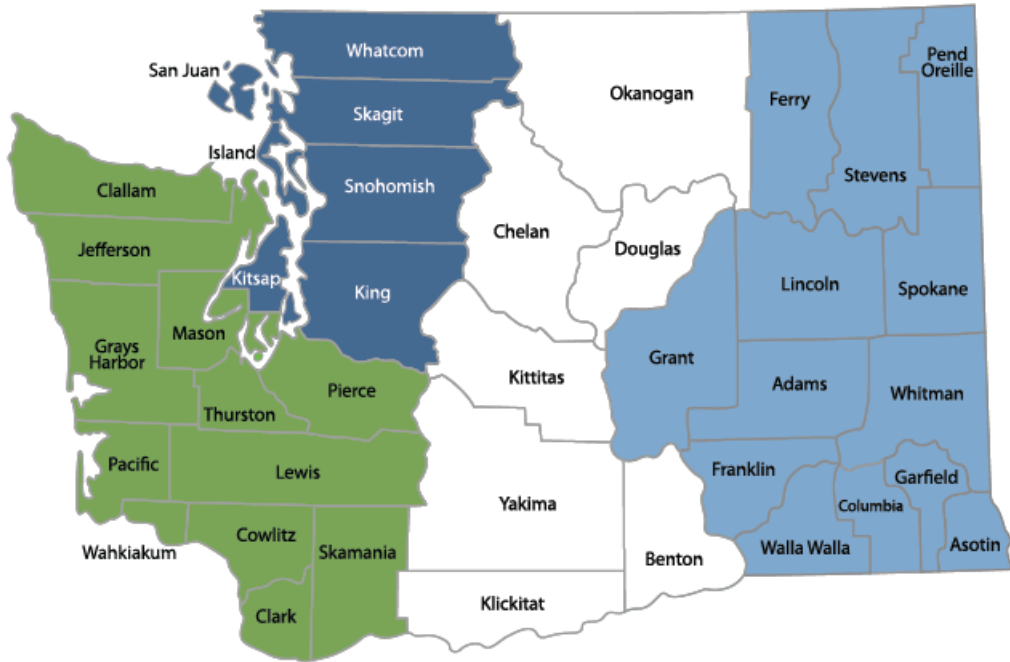 Whatcom
San Juan
Skagit
Island
Snohomish
Kitsap
King
Okanogan
Chelan
Douglas
Kittitas
Yakima
Klickitat
Benton
Ferry
Pend
Oreille
Stevens
Lincoln
Spokane
Grant
Adams
Whitman
Franklin
Garfield
Columbia
Walla Walla
Asotin
Clallam
Jefferson
Mason
Grays
Harbor
Thurston
Pierce
Pacific
Lewis
Wahkiakum
Cowlitz
Skamania
Clark